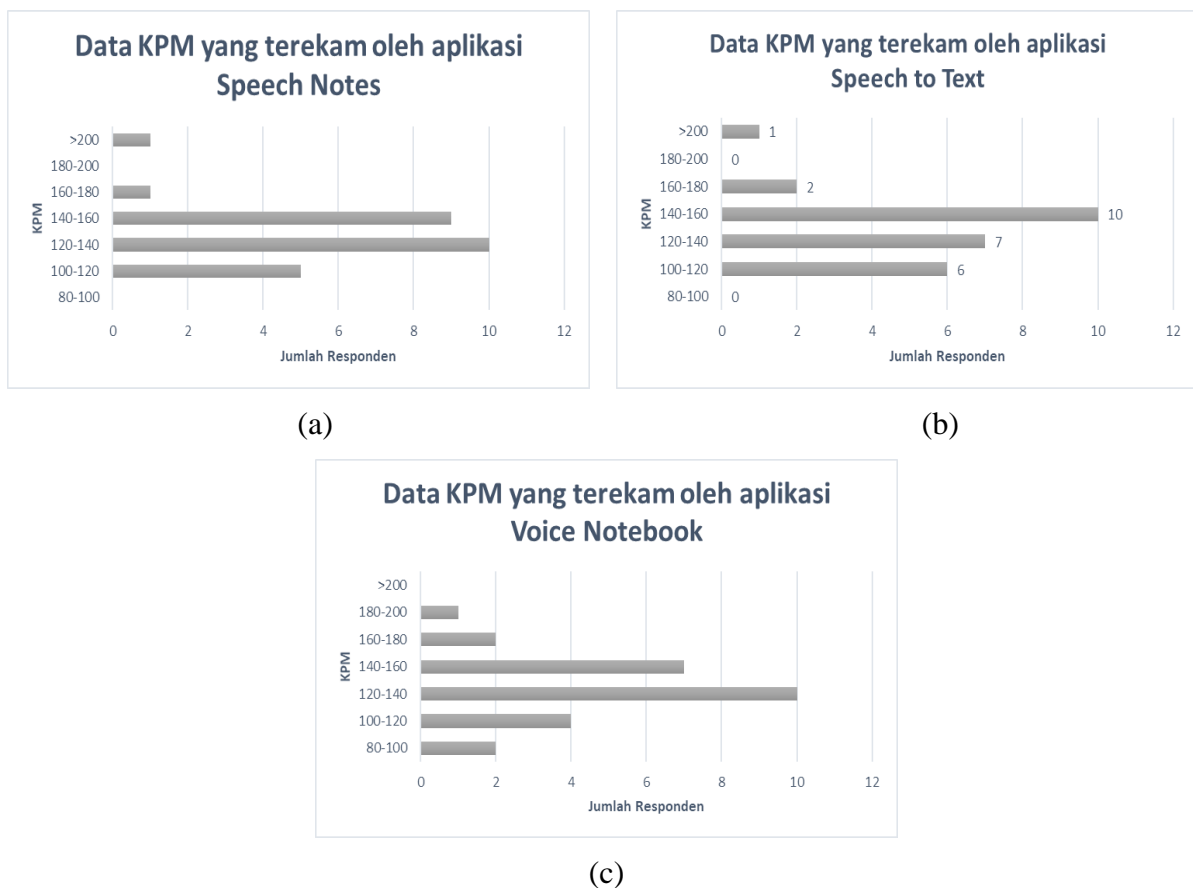 Data KPM yang terekam oleh aplikasi
Speech Notes
>200
180-200
160-180
140-160
120-140
100-120
80-100
KPM
0 2 4 6 8 10 12
Jumlah Responden
(a)
Data KPM yang terekam oleh aplikasi
Speech to Text
>200
1
180-200
0
160-180
2
140-160
10
120-140
7
100-120
6
80-100
0
KPM
0 2 4 6 8 10 12
Jumlah Responden
(b)
Data KPM yang terekam oleh aplikasi
Voice Notebook
>200
180-200
160-180
140-160
120-140
100-120
80-100
KPM
0 2 4 6 8 10 12
Jumlah Responden
(c)